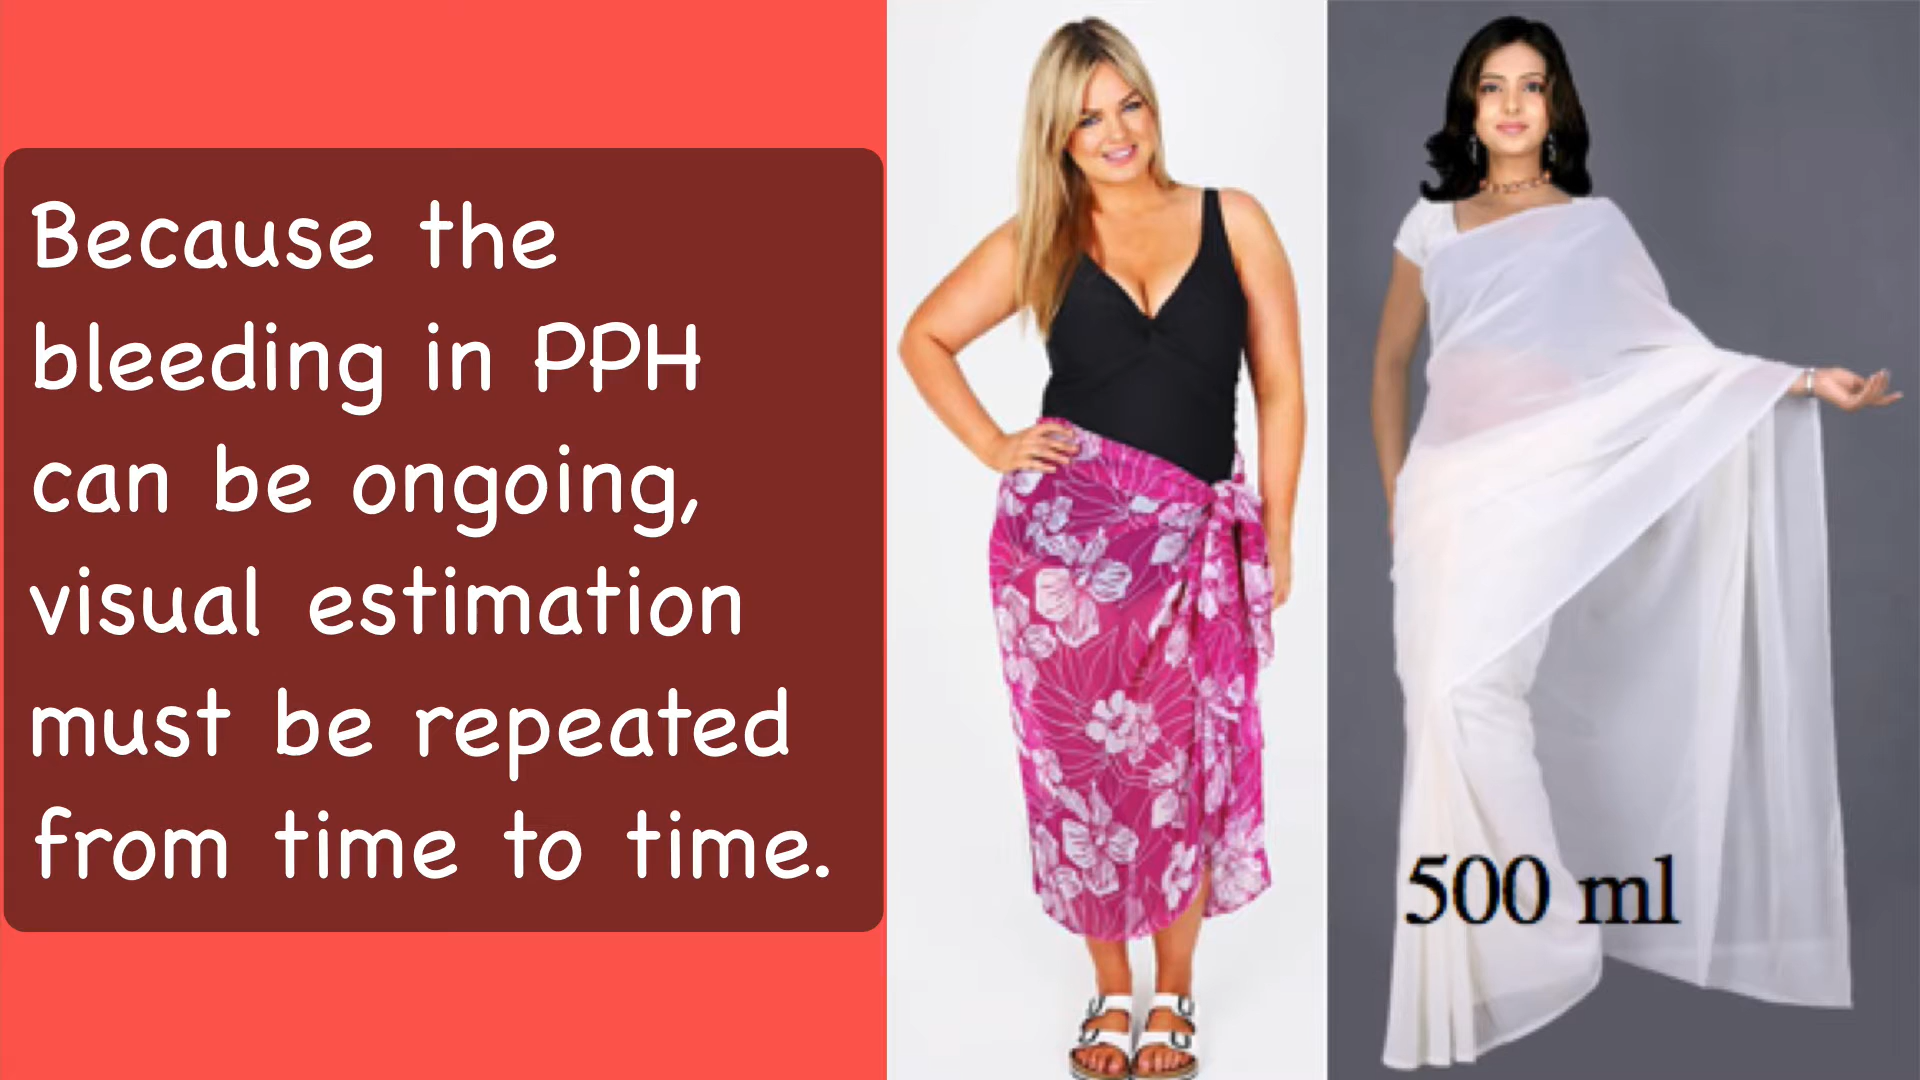 Because the
bleeding in PPH
can be ongoing,
visual estimation
must be repeated
from time to time.
500 ml